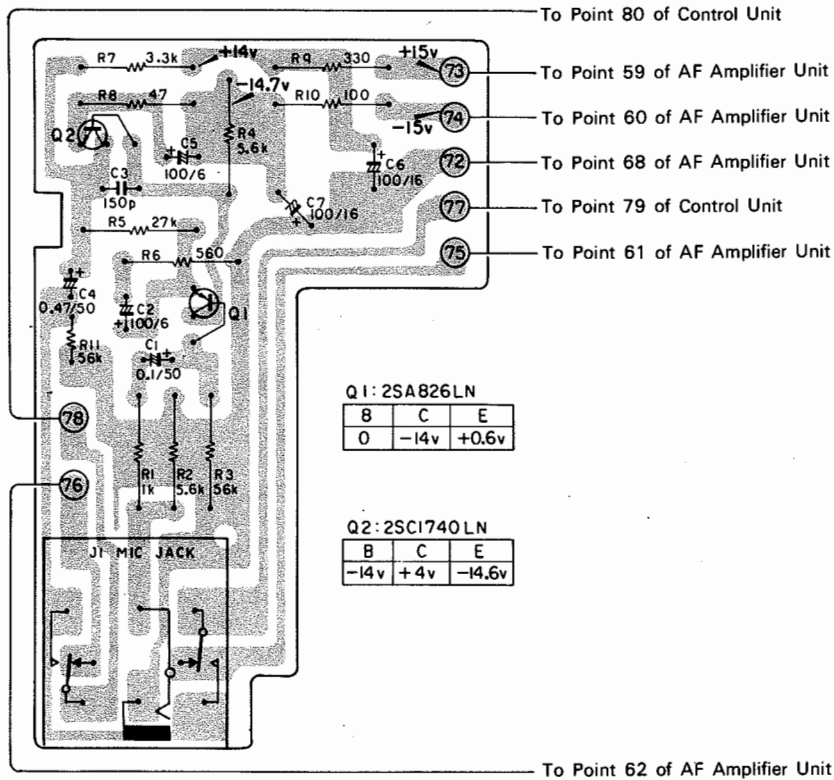 To Point 80 of Control Unit
R7 3.3k +14v R9 330 +15v
73 To Point 59 of AF Amplifier Unit
-14.7v
R8 47 R10 100
74 To Point 60 of AF Amplifier Unit
-15v
Q2 R4
5.6k
C5
100/6
C6
100/16
72 To Point 68 of AF Amplifier Unit
C3
150p
C7
100/16
77 To Point 79 of Control Unit
R5 27k
R6 560
75 To Point 61 of AF Amplifier Unit
C4
0.47/50
C2
100/6
Q1
R11
56k
C1
0.1/50
Q1:2SA826LN
8 C E
0 -14v +0.6v
78
R1
1k
R2
5.6k
R3
56k
76
Q2:2SC1740LN
B C E
-14v +4v -14.6v
J1 MIC JACK
To Point 62 of AF Amplifier Unit